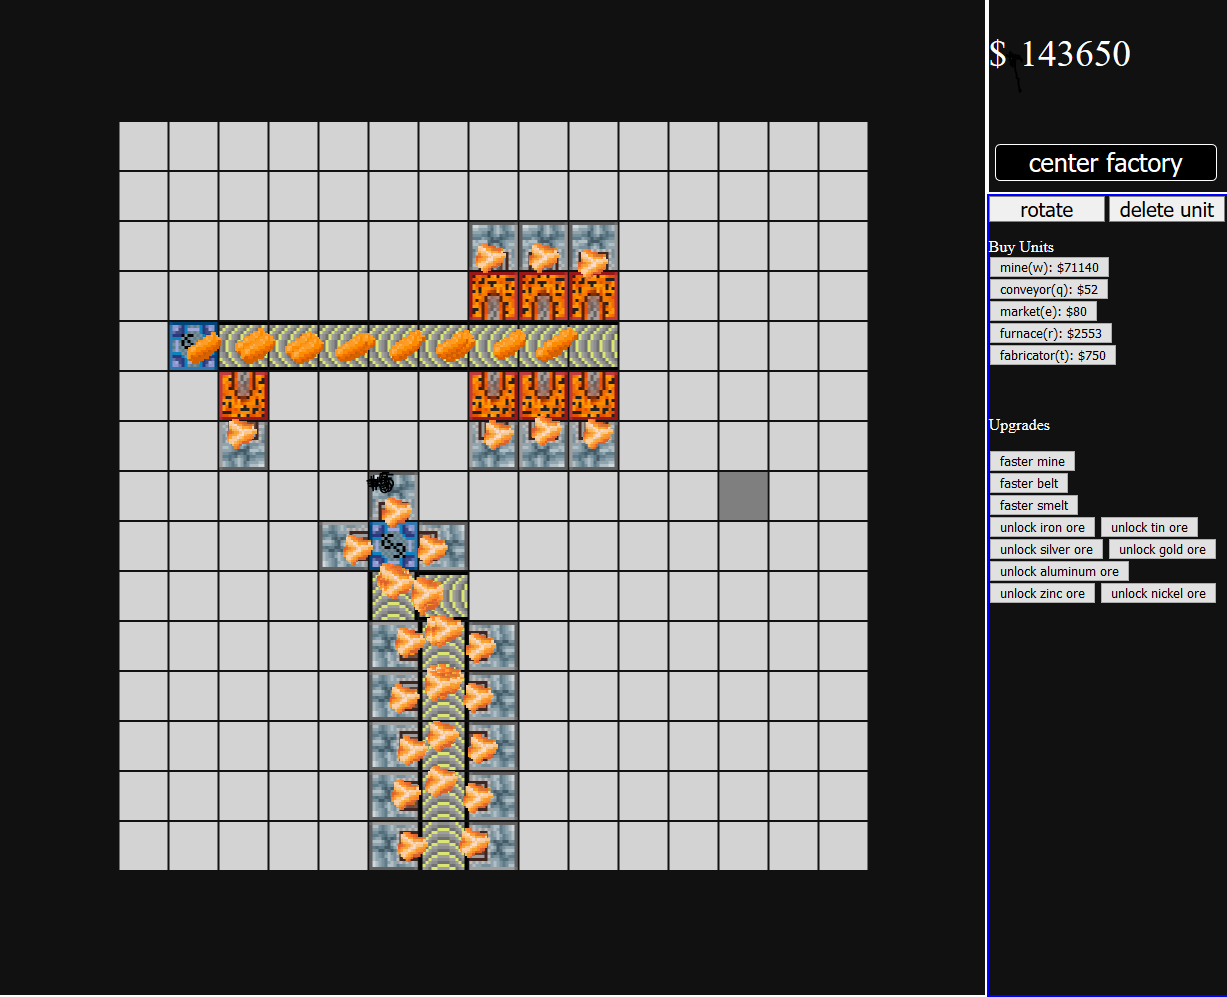 $ 143650
center factory
rotate delete unit
Buy Units
mine(w): $71140
conveyor(q): $52
market(e): $80
furnace(r): $2553
fabricator(t): $750
Upgrades
faster mine
faster belt
faster smelt
unlock iron ore unlock tin ore
unlock silver ore unlock gold ore
unlock aluminum ore
unlock zinc ore unlock nickel ore